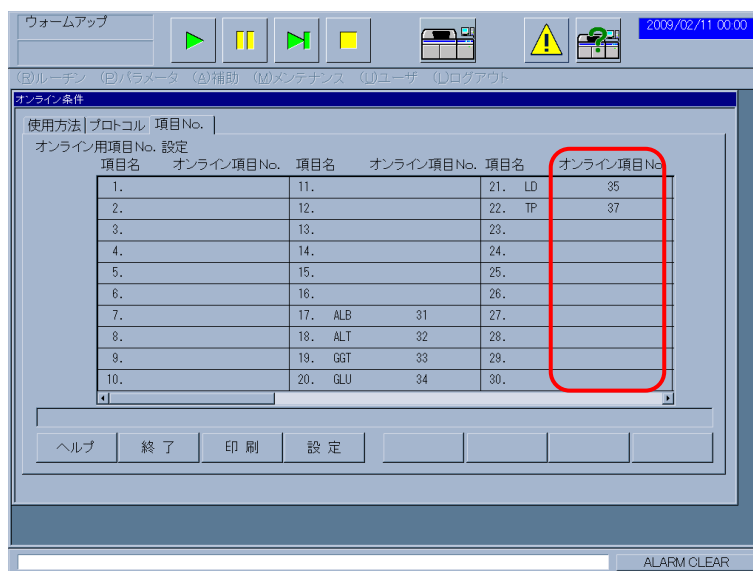 ウォームアップ
2009/02/11 00:00
(R)ルーチン (P)パラメータ (A)補助 (M)メンテナンス (U)ユーザ (L)ログアウト
オンライン条件
使用方法 プロトコル 項目No.
オンライン用項目No. 設定
項目名 オンライン項目No. 項目名 オンライン項目No. 項目名 オンライン項目No
1. 11. 21. LD 35
2. 12. 22. TP 37
3. 13. 23.
4. 14. 24.
5. 15. 25.
6. 16. 26.
7. 17. ALB 31 27.
8. 18. ALT 32 28.
9. 19. GGT 33 29.
10. 20. GLU 34 30.
ヘルプ 終了 印刷 設定
ALARM CLEAR